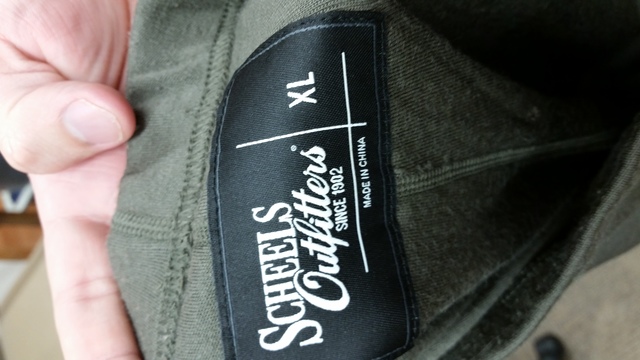 SCHEELS
Outfitters®
SINCE 1902
XL
MADE IN CHINA